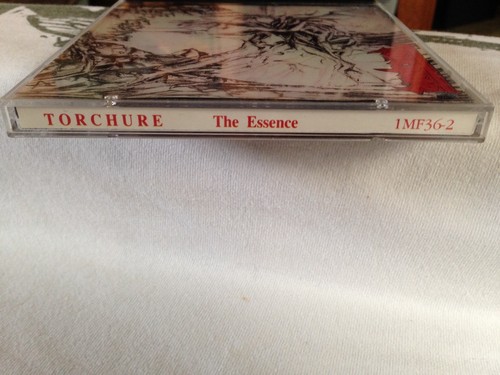 TORCHURE The Essence 1MF36-2